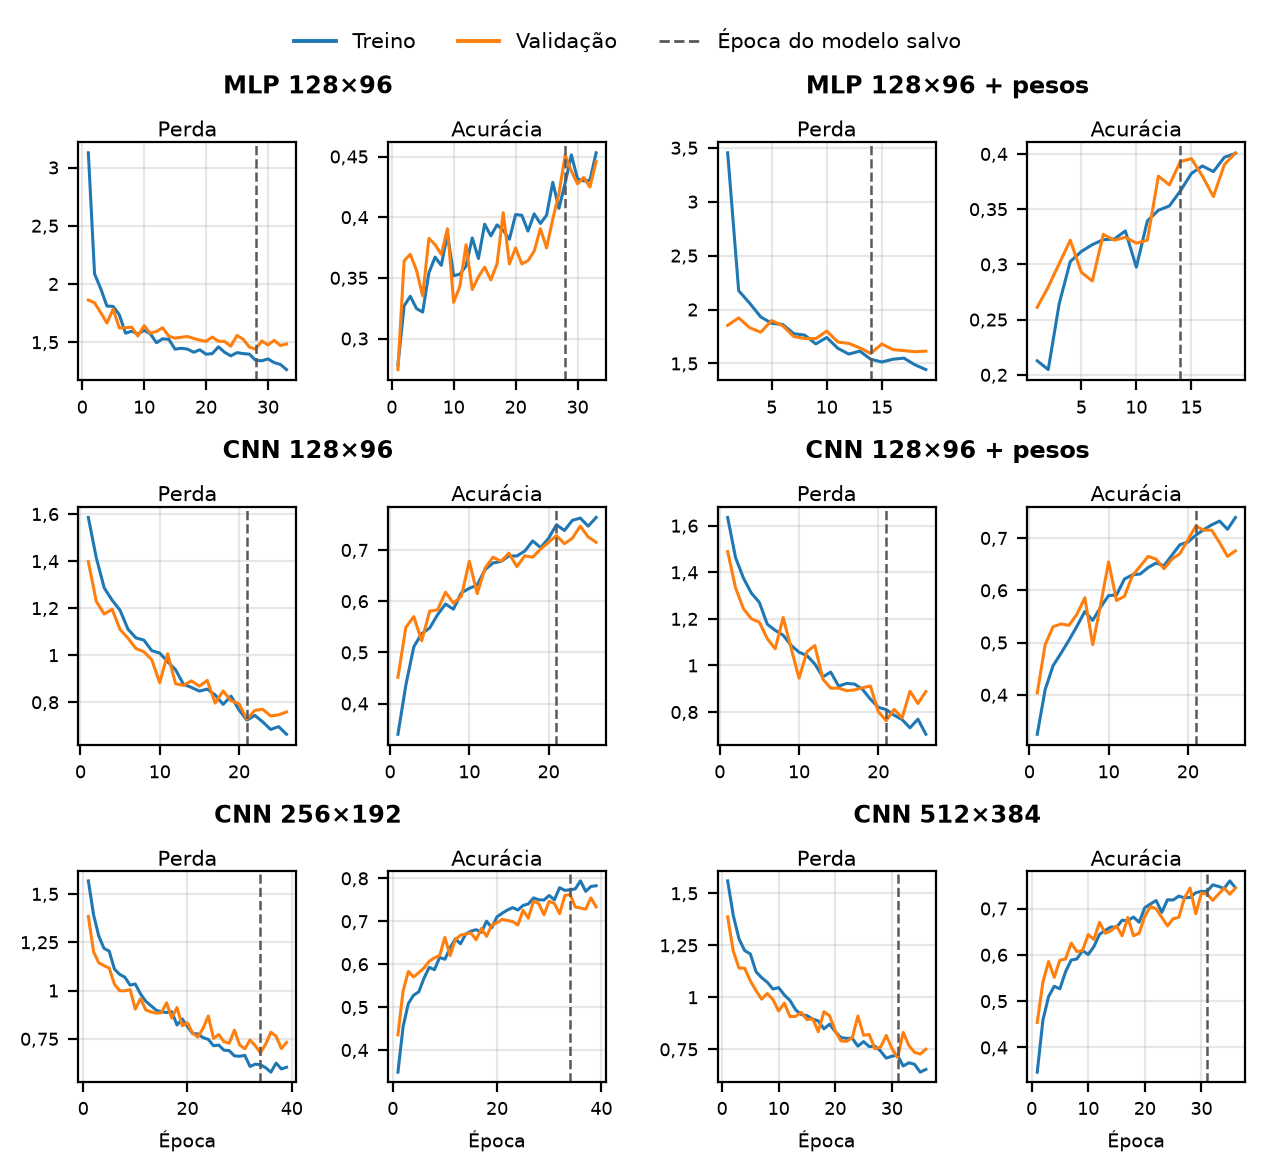 Treino Validação Época do modelo salvo
MLP 128×96 MLP 128×96 + pesos
Perda Acurácia Perda Acurácia
3 2,5 2 1,5
0 10 20 30
0,45 0,4 0,35 0,3
0 10 20 30
3,5 3 2,5 2 1,5
5 10 15
0,4 0,35 0,3 0,25 0,2
5 10 15
CNN 128×96 CNN 128×96 + pesos
Perda Acurácia Perda Acurácia
1,6 1,4 1,2 1 0,8
0 20
0,7 0,6 0,5 0,4
0 20
1,6 1,4 1,2 1 0,8
0 10 20
0,7 0,6 0,5 0,4
0 10 20
CNN 256×192 CNN 512×384
Perda Acurácia Perda Acurácia
1,5 1,25 1 0,75
0 20 40
0,8 0,7 0,6 0,5 0,4
0 20 40
1,5 1,25 1 0,75
0 10 20 30
0,7 0,6 0,5 0,4
0 10 20 30
Época Época Época Época